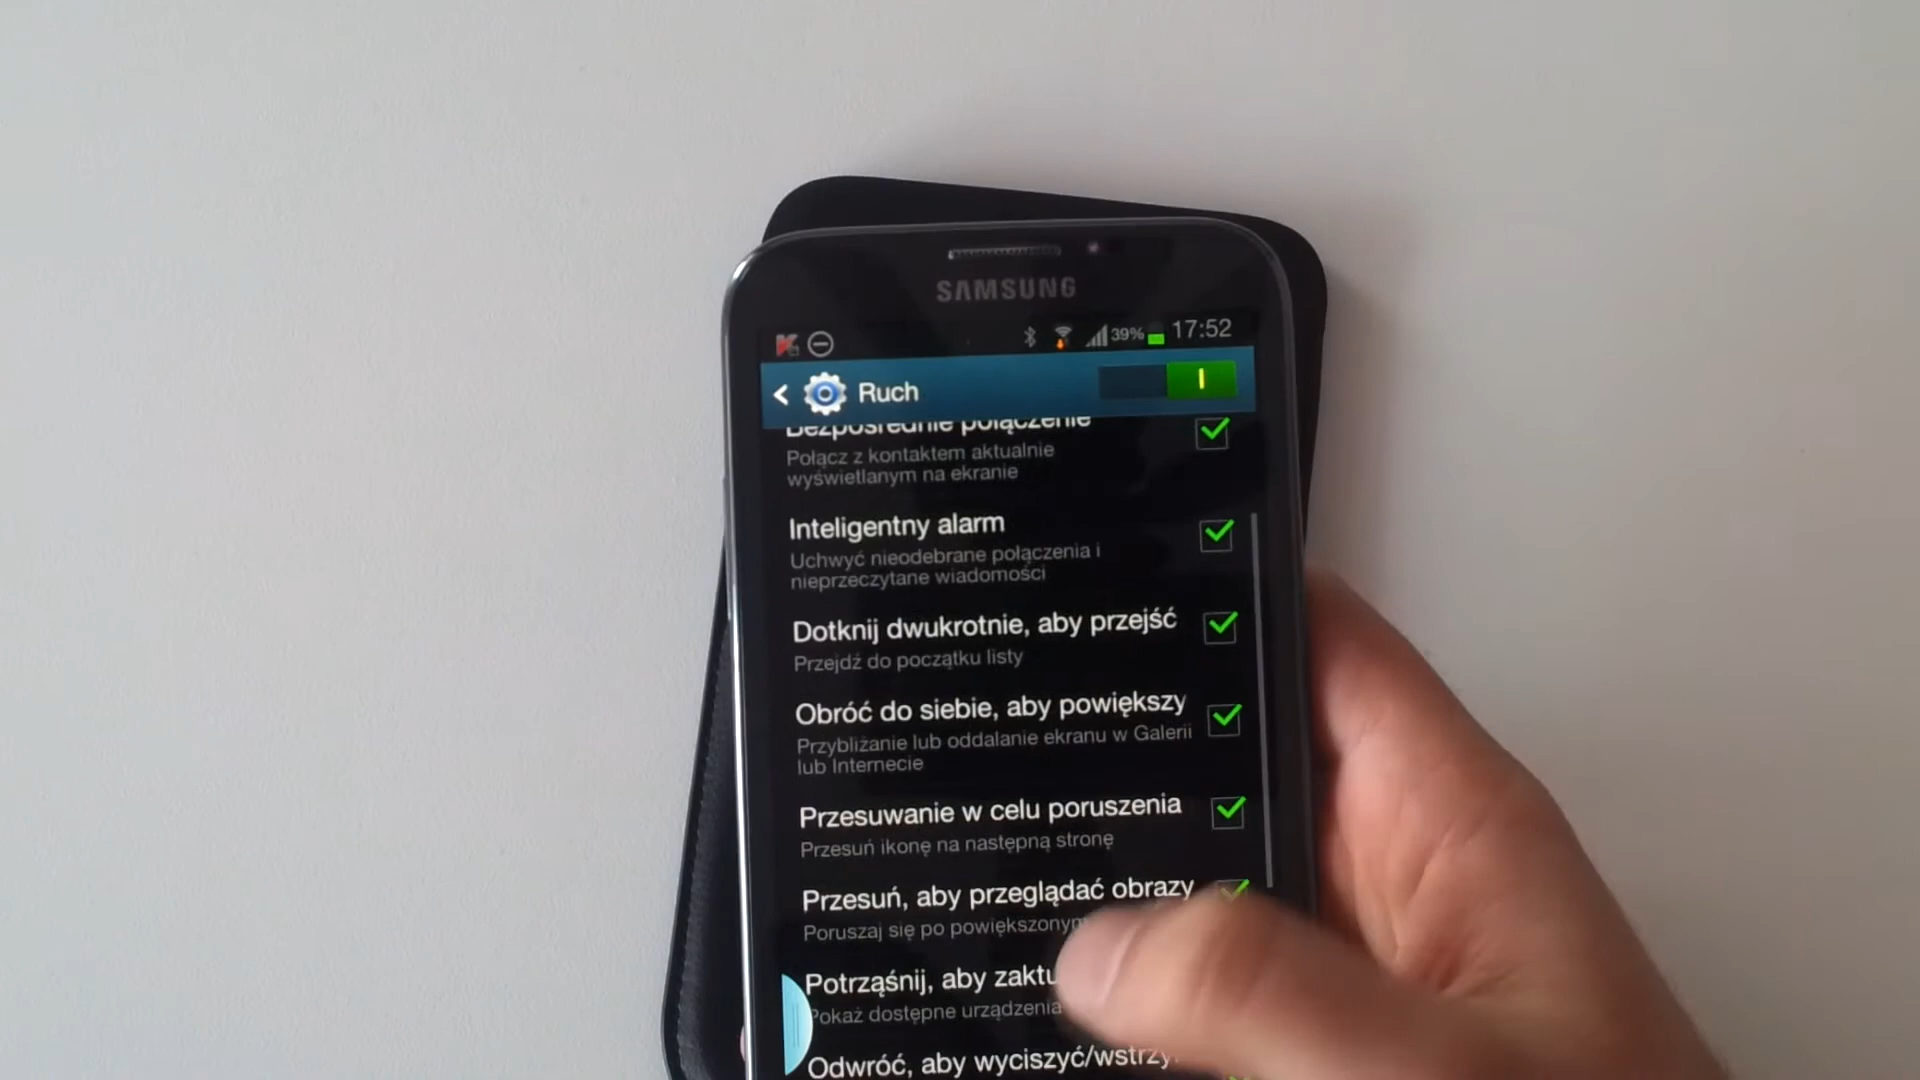 SAMSUNG
39% 17:52
Ruch
Bezpośrednie połączenie
Połącz z kontaktem aktualnie
wyświetlanym na ekranie
Inteligentny alarm
Uchwyć nieodebrane połączenia i
nieprzeczytane wiadomości
Dotknij dwukrotnie, aby przejść
Przejdź do początku listy
Obróć do siebie, aby powiększy
Przybliżanie lub oddalanie ekranu w Galerii
lub Internecie
Przesuwanie w celu poruszenia
Przesuń ikonę na następną stronę
Przesuń, aby przeglądać obrazy
Poruszaj się po powiększonym
Potrząśnij, aby zaktu
Pokaż dostępne urządzenia
Odwróć, aby wyciszyć/wstrzy